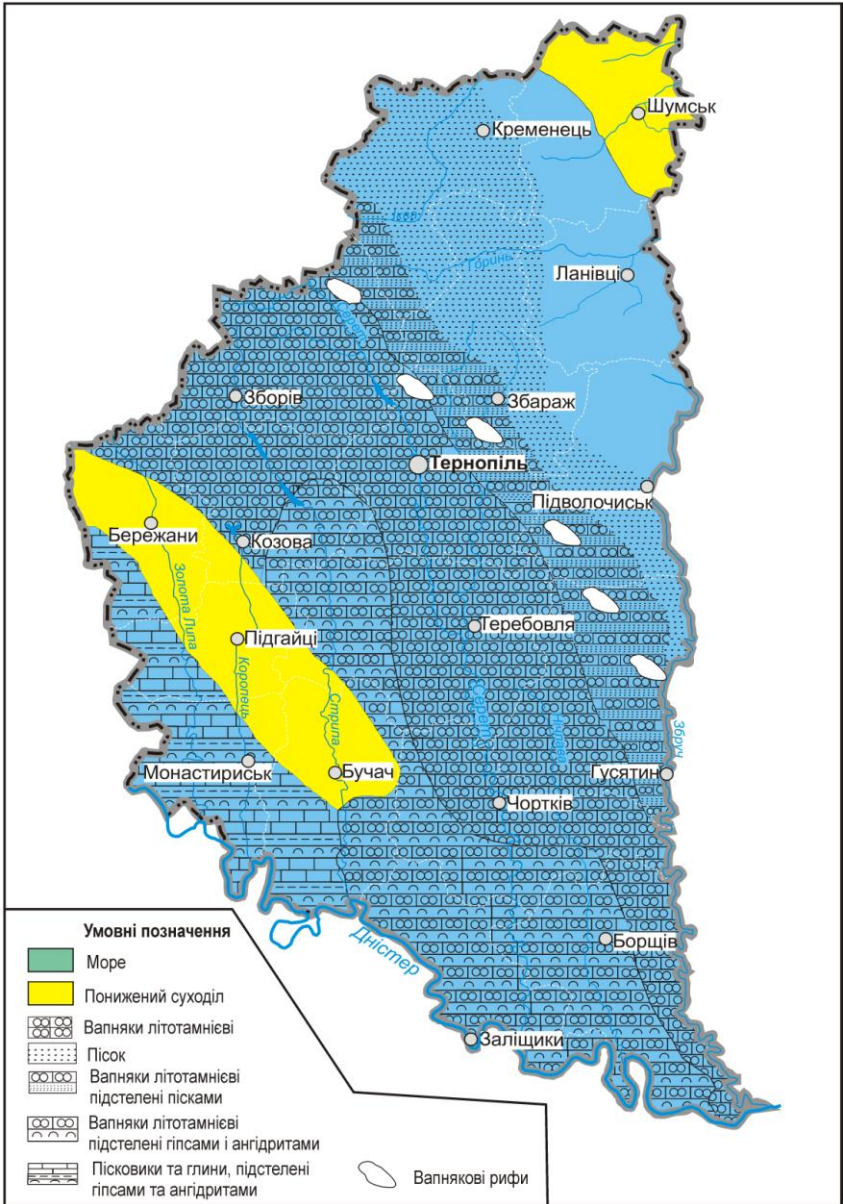 Шумськ
Кременець
Іква
Горинь
Ланівці
Серет
Зборів
Збараж
Тернопіль
Підволочиськ
Бережани
Козова
Золота Липа
Теребовля
Підгайці
Коропець
Стрипа
Серет
Нічлава
Збруч
Монастириськ
Бучач
Гусятин
Чортків
Дністер
Борщів
Заліщики
Умовні позначення
Море
Понижений суходіл
Вапняки літотамнієві
Пісок
Вапняки літотамнієві
підстелені пісками
Вапняки літотамнієві
підстелені гіпсами і ангідритами
Пісковики та глини, підстелені
гіпсами та ангідритами
Вапнякові рифи